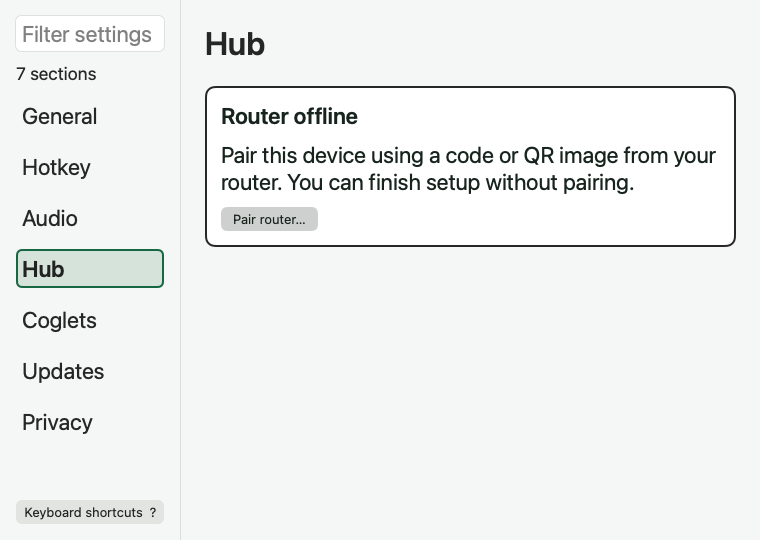 Filter settings
7 sections
General
Hotkey
Audio
Hub
Coglets
Updates
Privacy
Keyboard shortcuts ?
Hub
Router offline
Pair this device using a code or QR image from your
router. You can finish setup without pairing.
Pair router...